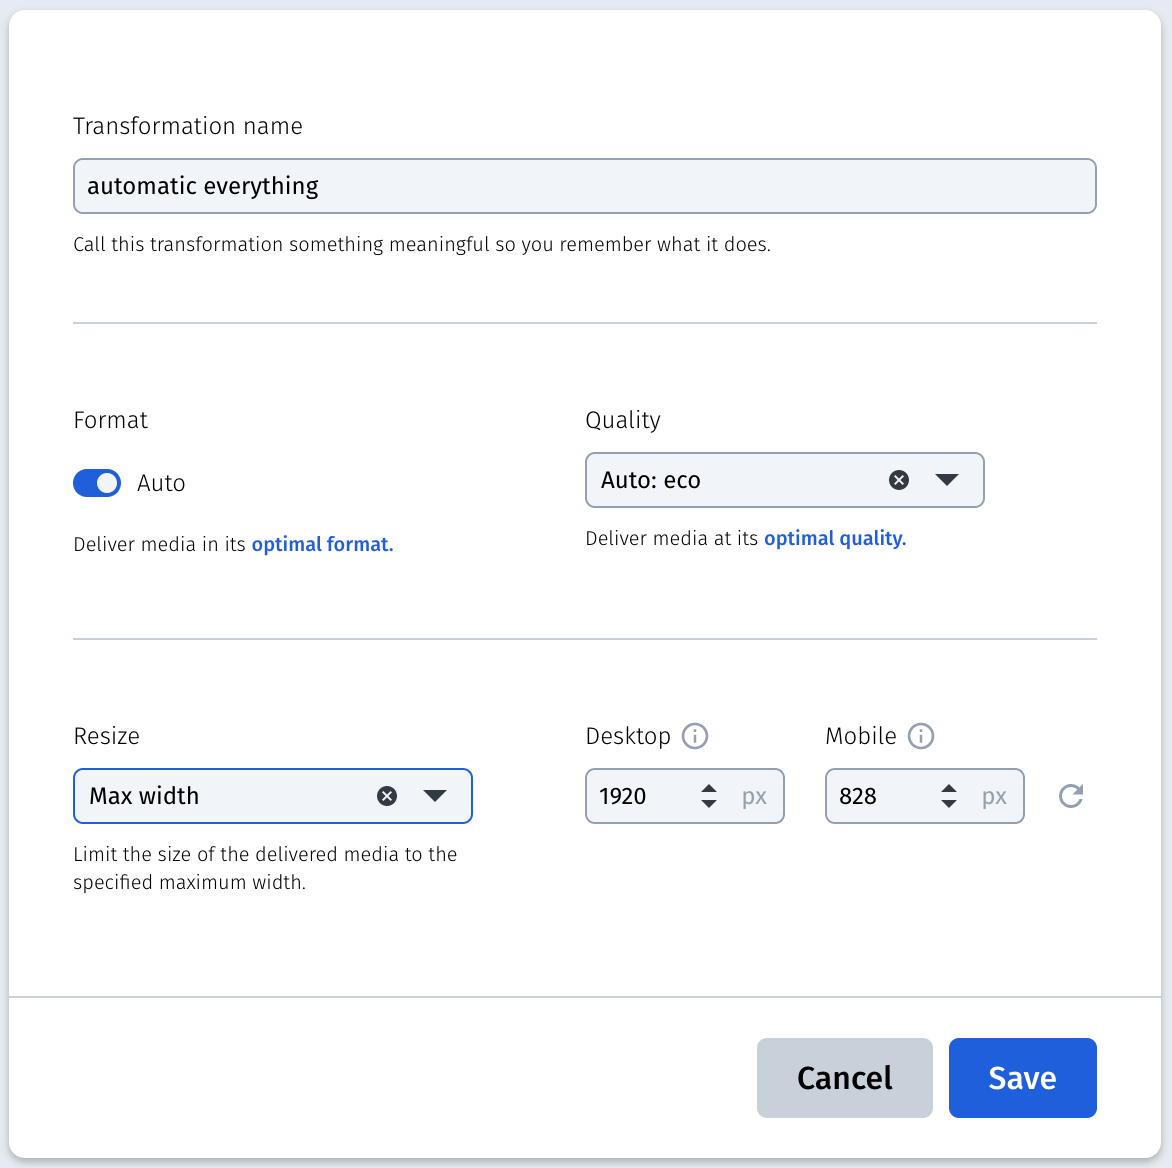 Transformation name
automatic everything
Call this transformation something meaningful so you remember what it does.
Format
Auto
Deliver media in its optimal format.
Quality
Auto: eco
Deliver media at its optimal quality.
Resize
Max width
Limit the size of the delivered media to the
specified maximum width.
Desktop
1920 px
Mobile
828 px
Cancel
Save